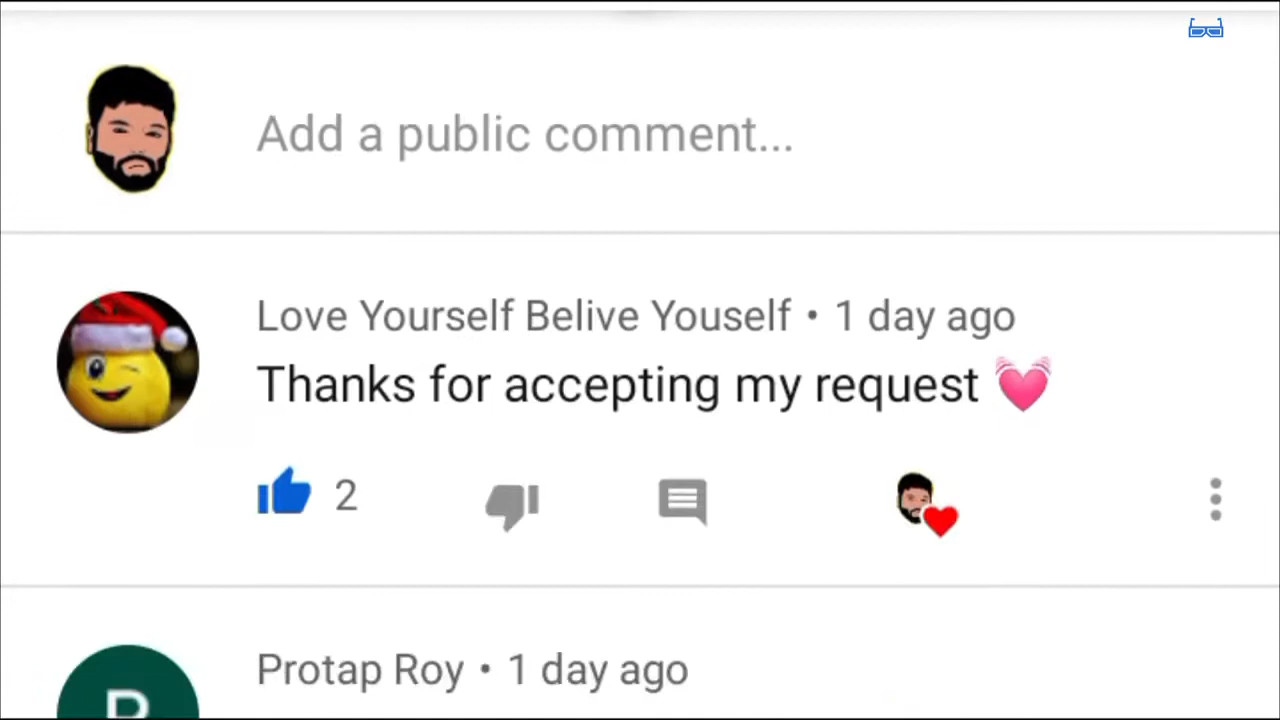 Add a public comment...
Love Yourself Belive Youself • 1 day ago
Thanks for accepting my request 💓
2
Protap Roy • 1 day ago
P